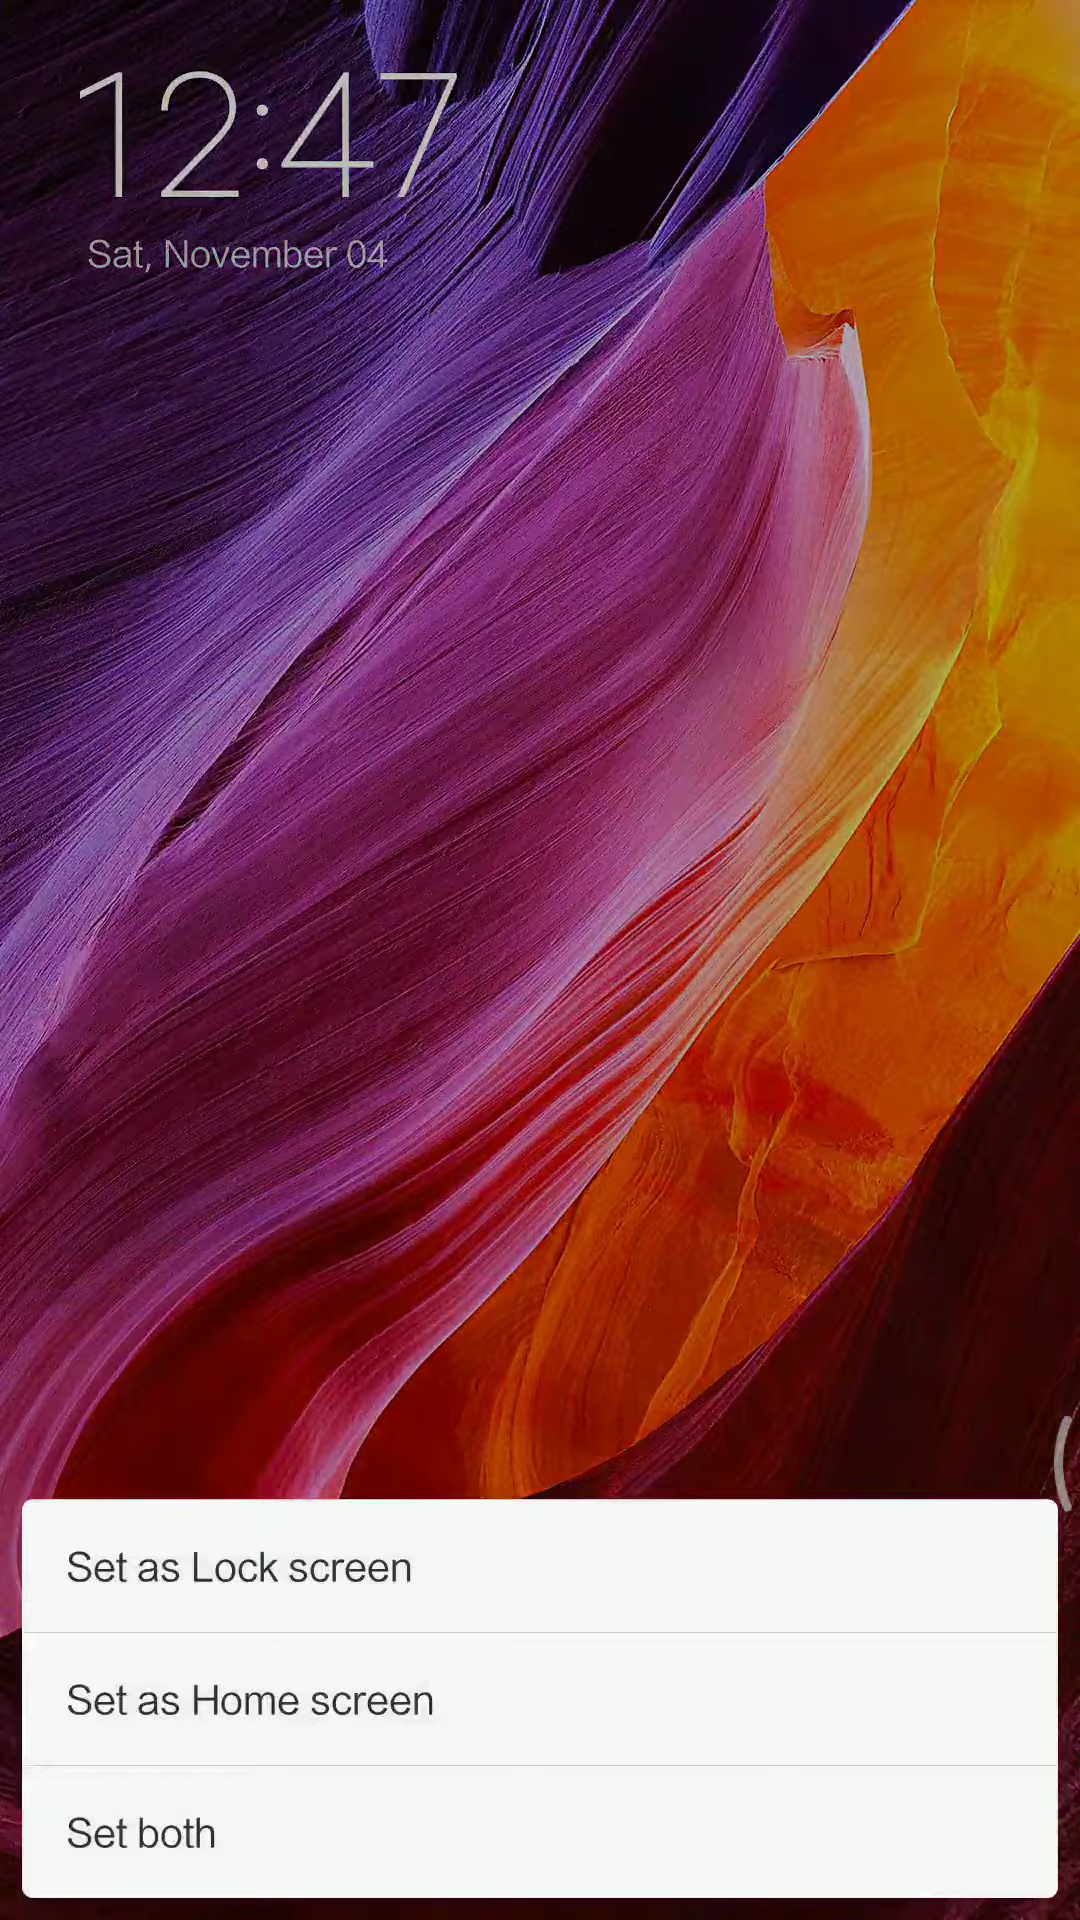 12:47
Sat, November 04
Set as Lock screen
Set as Home screen
Set both